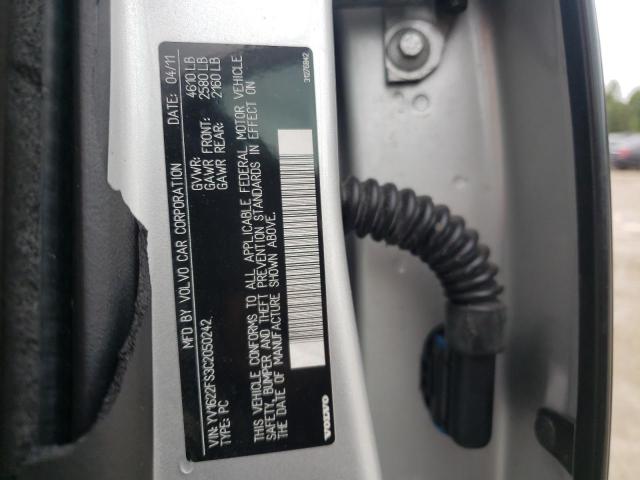 MFD BY VOLVO CAR CORPORATION DATE: 04/11
GVWR: 4610 LB
GAWR FRONT: 2580 LB
GAWR REAR: 2160 LB
VIN: YV1622FS3C2050242
TYPE: PC
THIS VEHICLE CONFORMS TO ALL APPLICABLE FEDERAL MOTOR VEHICLE
SAFETY, BUMPER AND THEFT PREVENTION STANDARDS IN EFFECT ON
THE DATE OF MANUFACTURE SHOWN ABOVE.
VOLVO